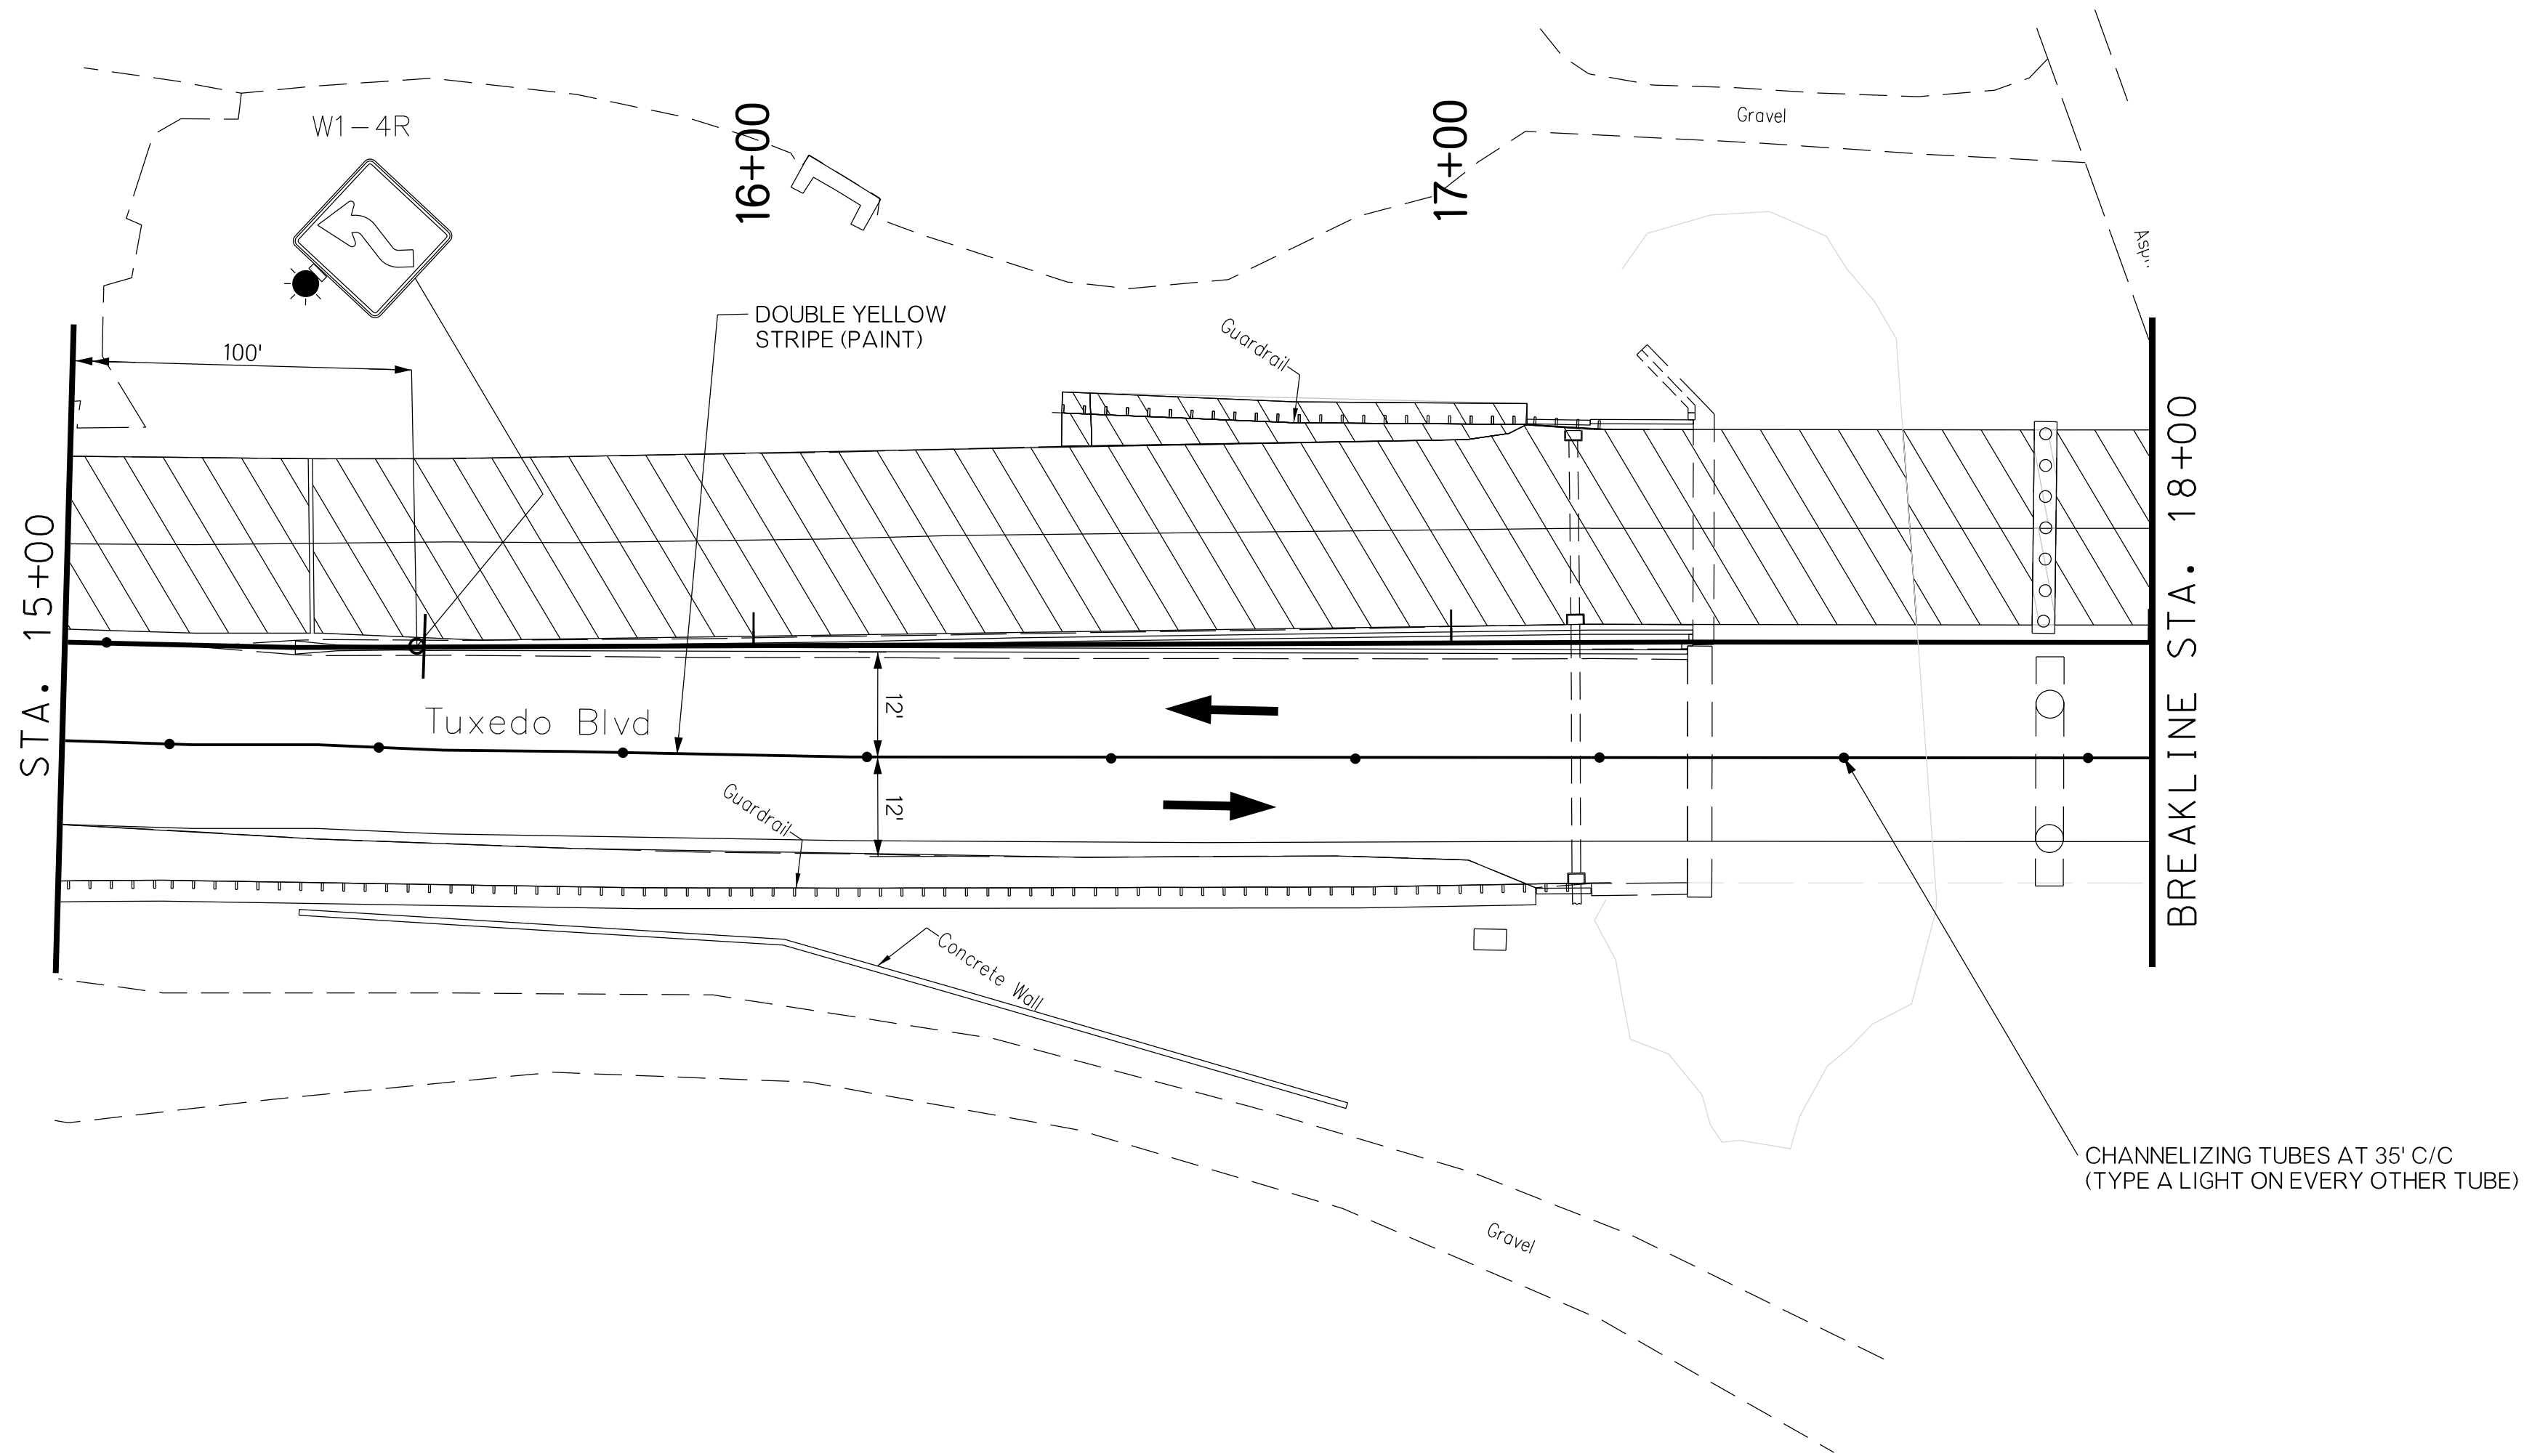 W1-4R
16+00
17+00
Gravel
DOUBLE YELLOW
STRIPE (PAINT)
100'
Guardrail
STA. 15+00
BREAKLINE STA. 18+00
Tuxedo Blvd
12'
12'
Guardrail
Concrete Wall
CHANNELIZING TUBES AT 35' C/C
(TYPE A LIGHT ON EVERY OTHER TUBE)
Gravel